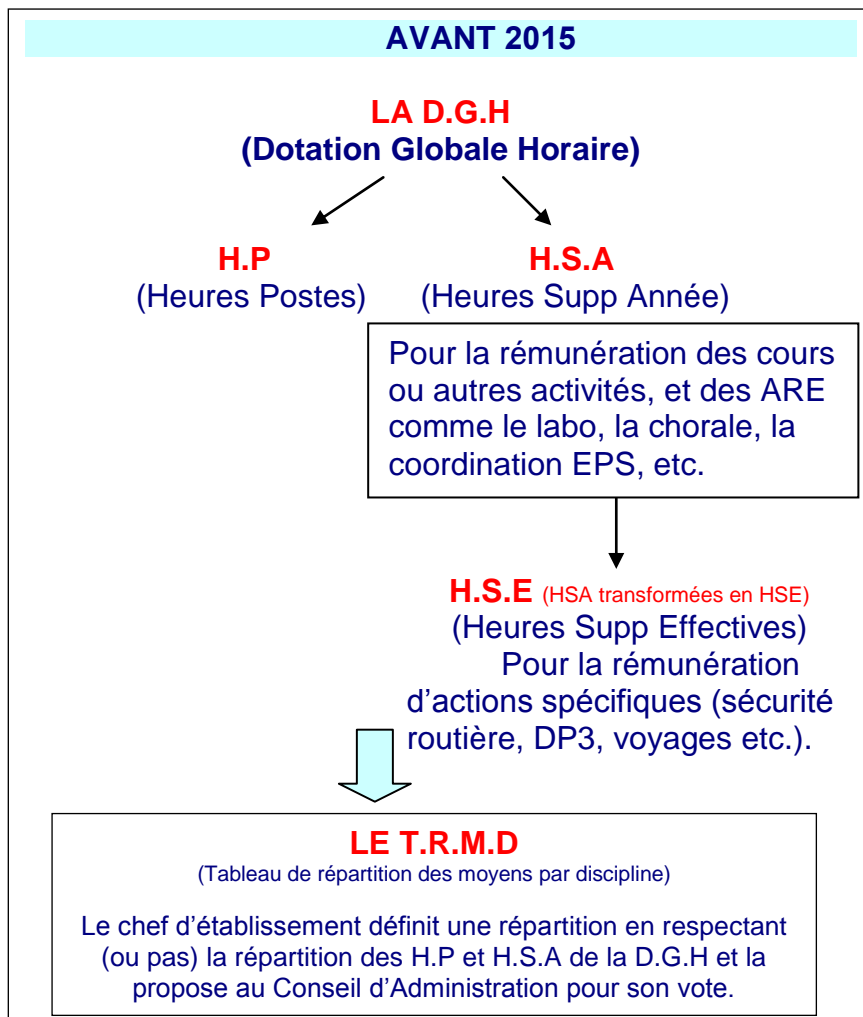 AVANT 2015
LA D.G.H
(Dotation Globale Horaire)
H.P
(Heures Postes)
H.S.A
(Heures Supp Année)
Pour la rémunération des cours
ou autres activités, et des ARE
comme le labo, la chorale, la
coordination EPS, etc.
H.S.E (HSA transformées en HSE)
(Heures Supp Effectives)
Pour la rémunération
d’actions spécifiques (sécurité
routière, DP3, voyages etc.).
LE T.R.M.D
(Tableau de répartition des moyens par discipline)
Le chef d’établissement définit une répartition en respectant
(ou pas) la répartition des H.P et H.S.A de la D.G.H et la
propose au Conseil d’Administration pour son vote.